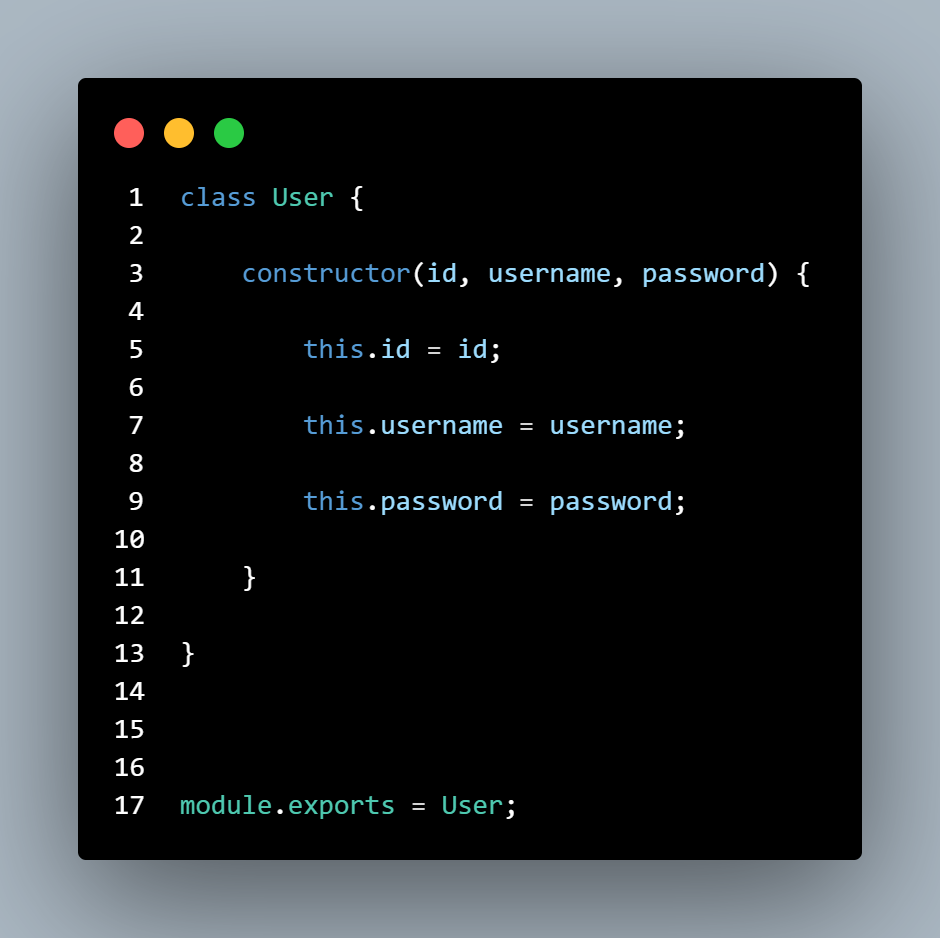 1 class User {
2
3     constructor(id, username, password) {
4
5         this.id = id;
6
7         this.username = username;
8
9         this.password = password;
10
11     }
12
13 }
14
15
16
17 module.exports = User;